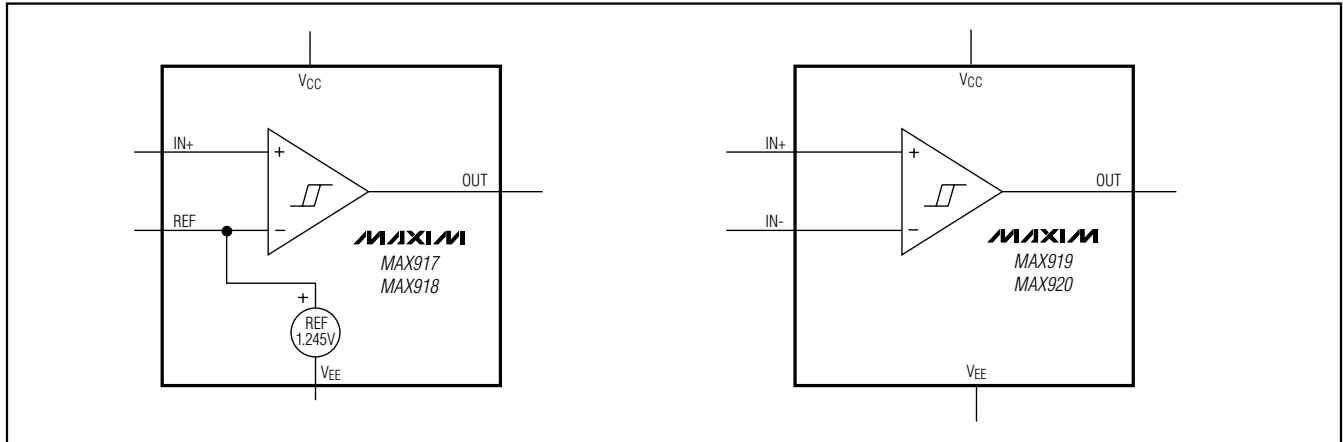 VCC
IN+
+
OUT
REF
−
MAXIM
MAX917
MAX918
+
REF
1.245V
VEE
VCC
IN+
+
OUT
IN-
−
MAXIM
MAX919
MAX920
VEE